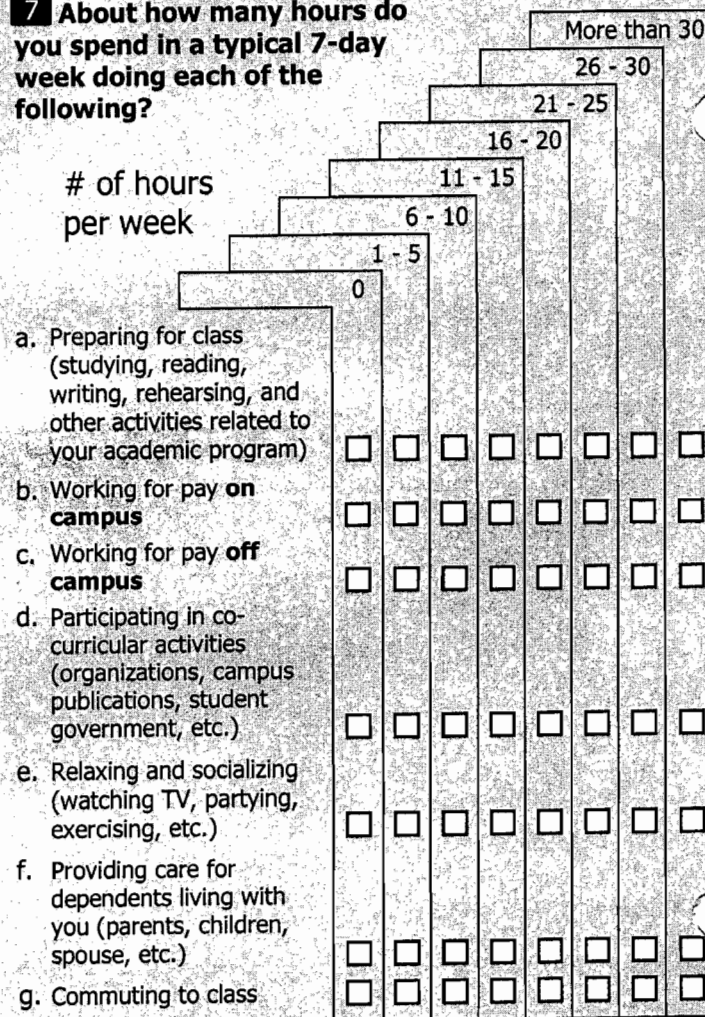 7 About how many hours do
you spend in a typical 7-day
week doing each of the
following?
# of hours
per week
More than 30
26 - 30
21 - 25
16 - 20
11 - 15
6 - 10
1 - 5
0
a. Preparing for class
(studying, reading,
writing, rehearsing, and
other activities related to
your academic program)
b. Working for pay on
campus
c. Working for pay off
campus
d. Participating in co-
curricular activities
(organizations, campus
publications, student
government, etc.)
e. Relaxing and socializing
(watching TV, partying,
exercising, etc.)
f. Providing care for
dependents living with
you (parents, children,
spouse, etc.)
g. Commuting to class